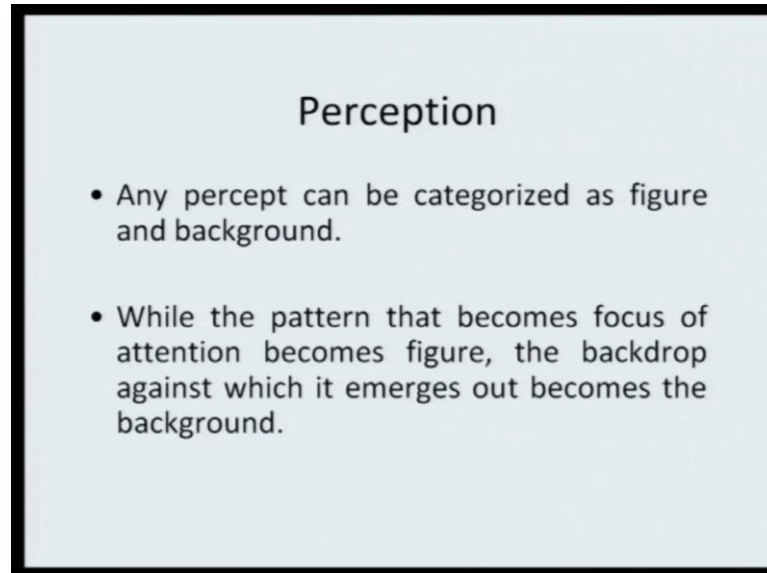 Perception
• Any percept can be categorized as figure
and background.
• While the pattern that becomes focus of
attention becomes figure, the backdrop
against which it emerges out becomes the
background.